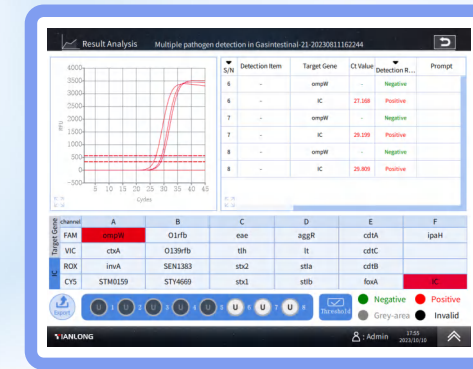 Result Analysis Multiple pathogen detection in Gasintestinal-21-20230811162244
4000
3500
3000
2500
2000
1500
1000
500
0
-500
RFU
5 10 15 20 25 30 35 40 45
Cycles
S/N Detection Item Target Gene Ct Value Detection R... Prompt
6 - ompW - Negative
6 - IC 27.168 Positive
7 - ompW - Negative
7 - IC 29.199 Positive
8 - ompW - Negative
8 - IC 29.809 Positive
Target Gene
IC
channel A B C D E F
FAM ompW O1rfb eae aggR cdtA ipaH
VIC ctxA O139rfb tlh lt cdtC
ROX invA SEN1383 stx2 stla cdtB
CY5 STM0159 STY4669 stx1 stlb foxA IC
Export
U 1 U 2 U 3 U 4 U 5 U 6 U 7 U 8
Threshold
Negative Positive
Grey-area Invalid
TIANLONG
: Admin
17:55
2023/10/10